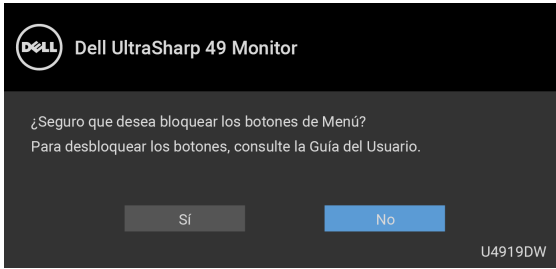 DELL
Dell UltraSharp 49 Monitor
¿Seguro que desea bloquear los botones de Menú?
Para desbloquear los botones, consulte la Guía del Usuario.
Sí
No
U4919DW